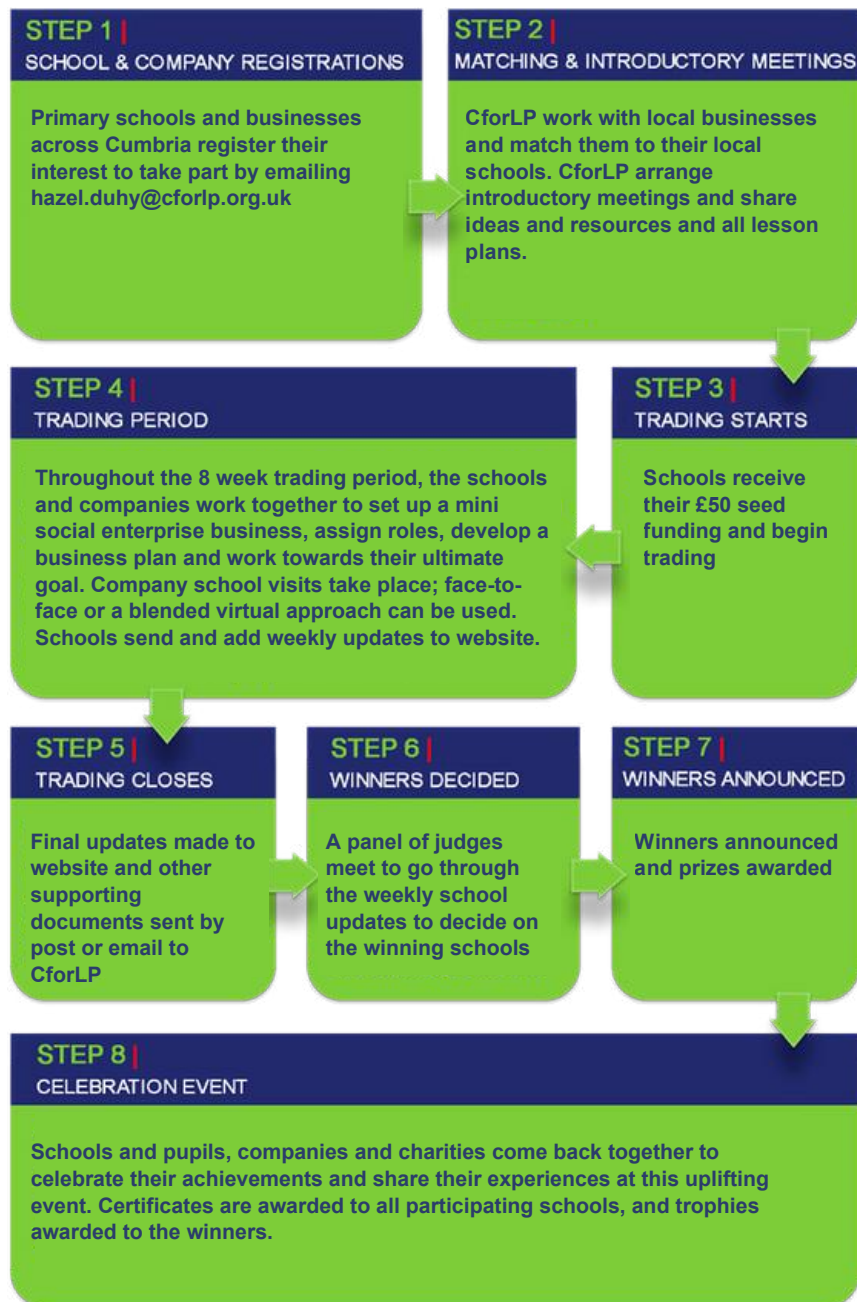 STEP 1 |
SCHOOL & COMPANY REGISTRATIONS
Primary schools and businesses
across Cumbria register their
interest to take part by emailing
hazel.duhy@cforlp.org.uk
STEP 2 |
MATCHING & INTRODUCTORY MEETINGS
CforLP work with local businesses
and match them to their local
schools. CforLP arrange
introductory meetings and share
ideas and resources and all lesson
plans.
STEP 3 |
TRADING STARTS
Schools receive
their £50 seed
funding and begin
trading
STEP 4 |
TRADING PERIOD
Throughout the 8 week trading period, the schools
and companies work together to set up a mini
social enterprise business, assign roles, develop a
business plan and work towards their ultimate
goal. Company school visits take place; face-to-
face or a blended virtual approach can be used.
Schools send and add weekly updates to website.
STEP 5 |
TRADING CLOSES
Final updates made to
website and other
supporting
documents sent by
post or email to
CforLP
STEP 6 |
WINNERS DECIDED
A panel of judges
meet to go through
the weekly school
updates to decide on
the winning schools
STEP 7 |
WINNERS ANNOUNCED
Winners announced
and prizes awarded
STEP 8 |
CELEBRATION EVENT
Schools and pupils, companies and charities come back together to
celebrate their achievements and share their experiences at this uplifting
event. Certificates are awarded to all participating schools, and trophies
awarded to the winners.